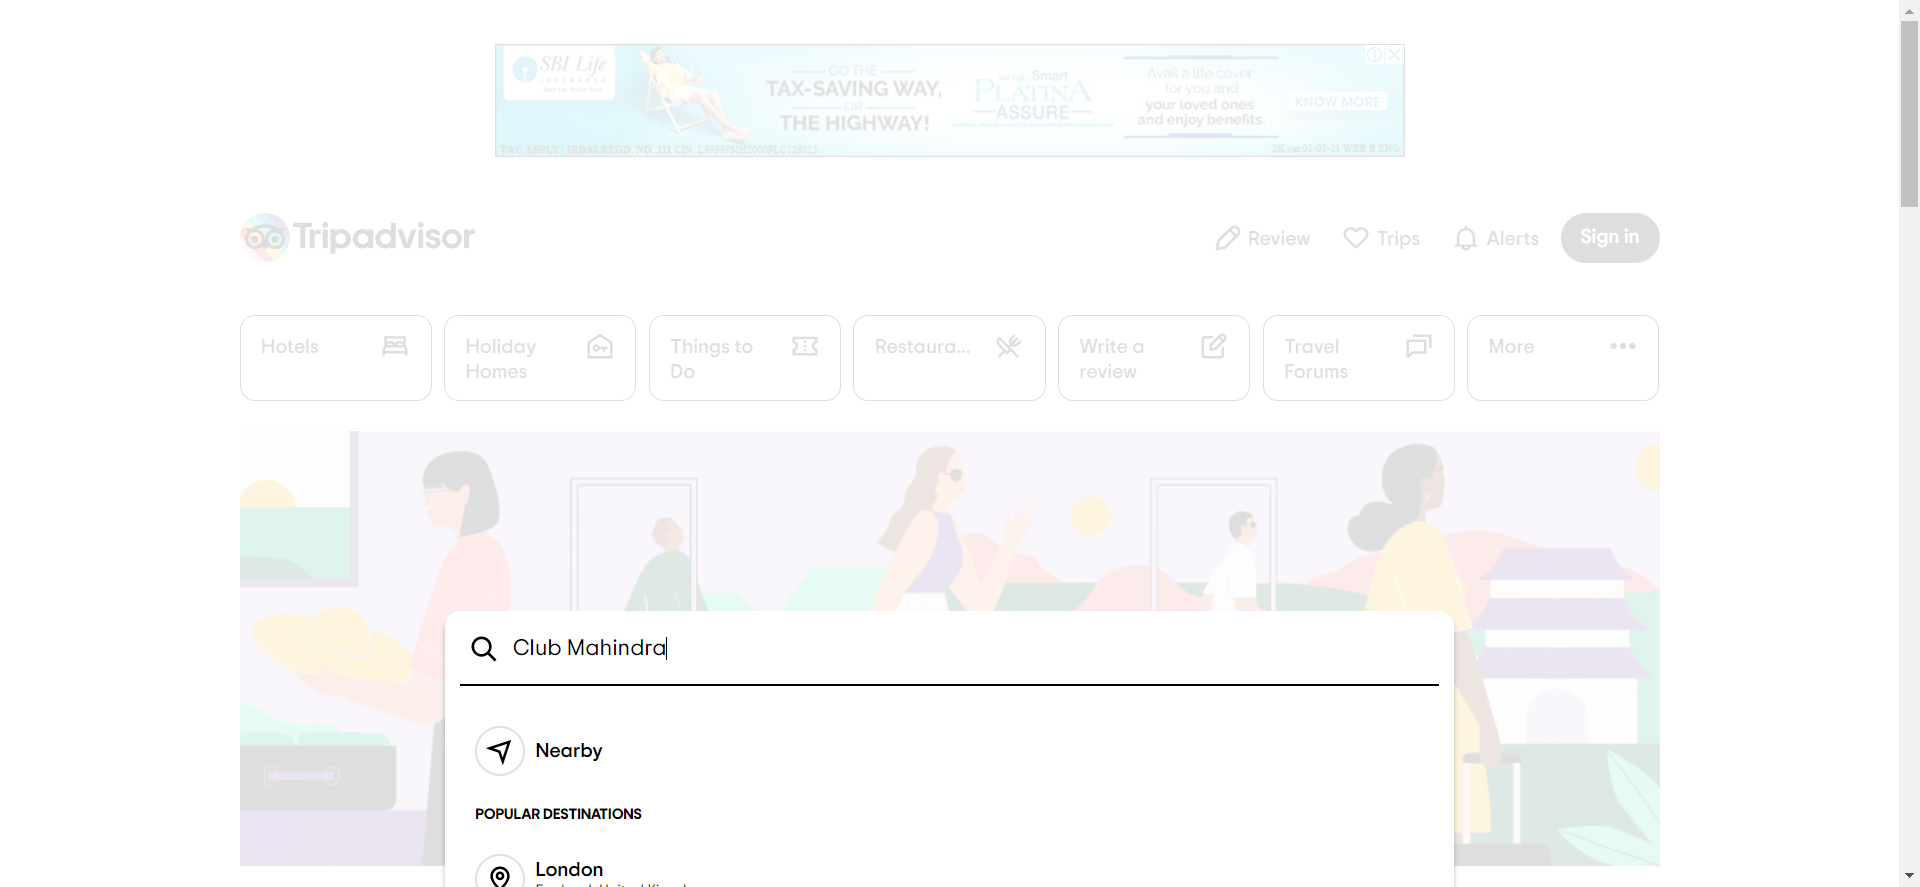 SBI Life
INSURANCE
GO THE
TAX-SAVING WAY,
OR
THE HIGHWAY!
SBI Life - Smart
PLATINA
ASSURE
Avail a life cover
for you and
your loved ones
and enjoy benefits.
KNOW MORE
T&C APPLY | IRDAI REGD. NO. 111 CIN: L99999MH2000PLC129113
WEB B ENG
Tripadvisor
Review
Trips
Alerts
Sign in
Hotels
Holiday
Homes
Things to
Do
Restaura...
Write a
review
Travel
Forums
More
Club Mahindra
Nearby
POPULAR DESTINATIONS
London